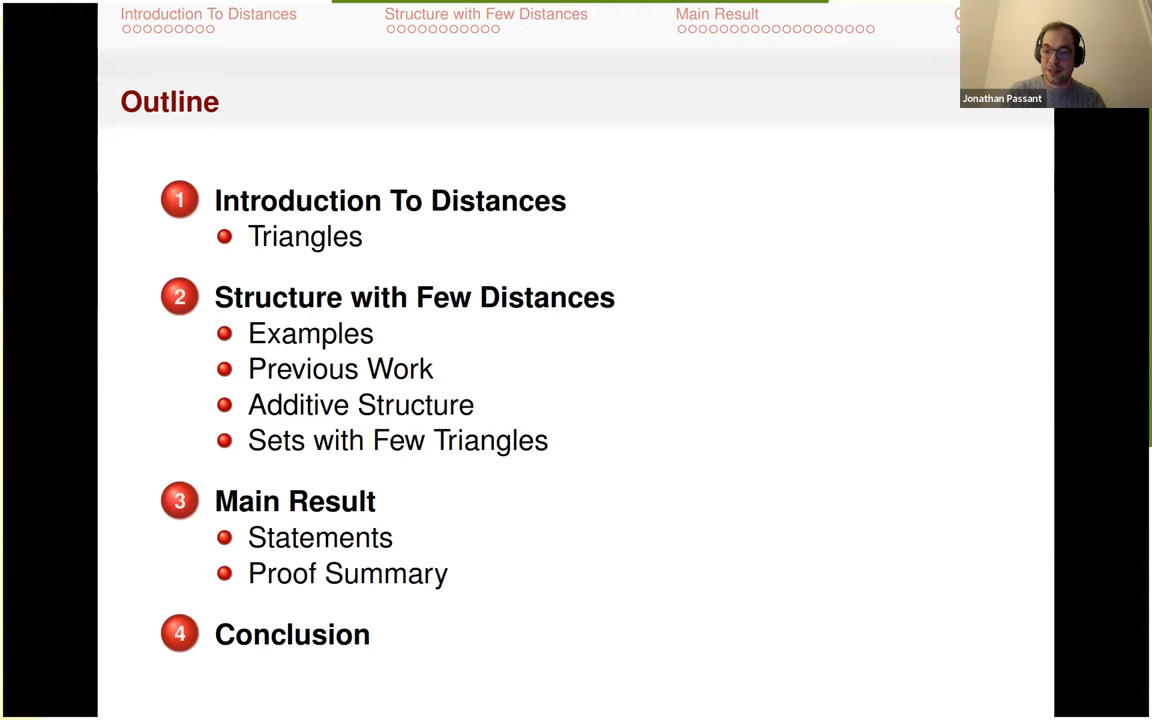 Introduction To Distances
Structure with Few Distances
Main Result
C
Jonathan Passant
Outline
1 Introduction To Distances
Triangles
2 Structure with Few Distances
Examples
Previous Work
Additive Structure
Sets with Few Triangles
3 Main Result
Statements
Proof Summary
4 Conclusion